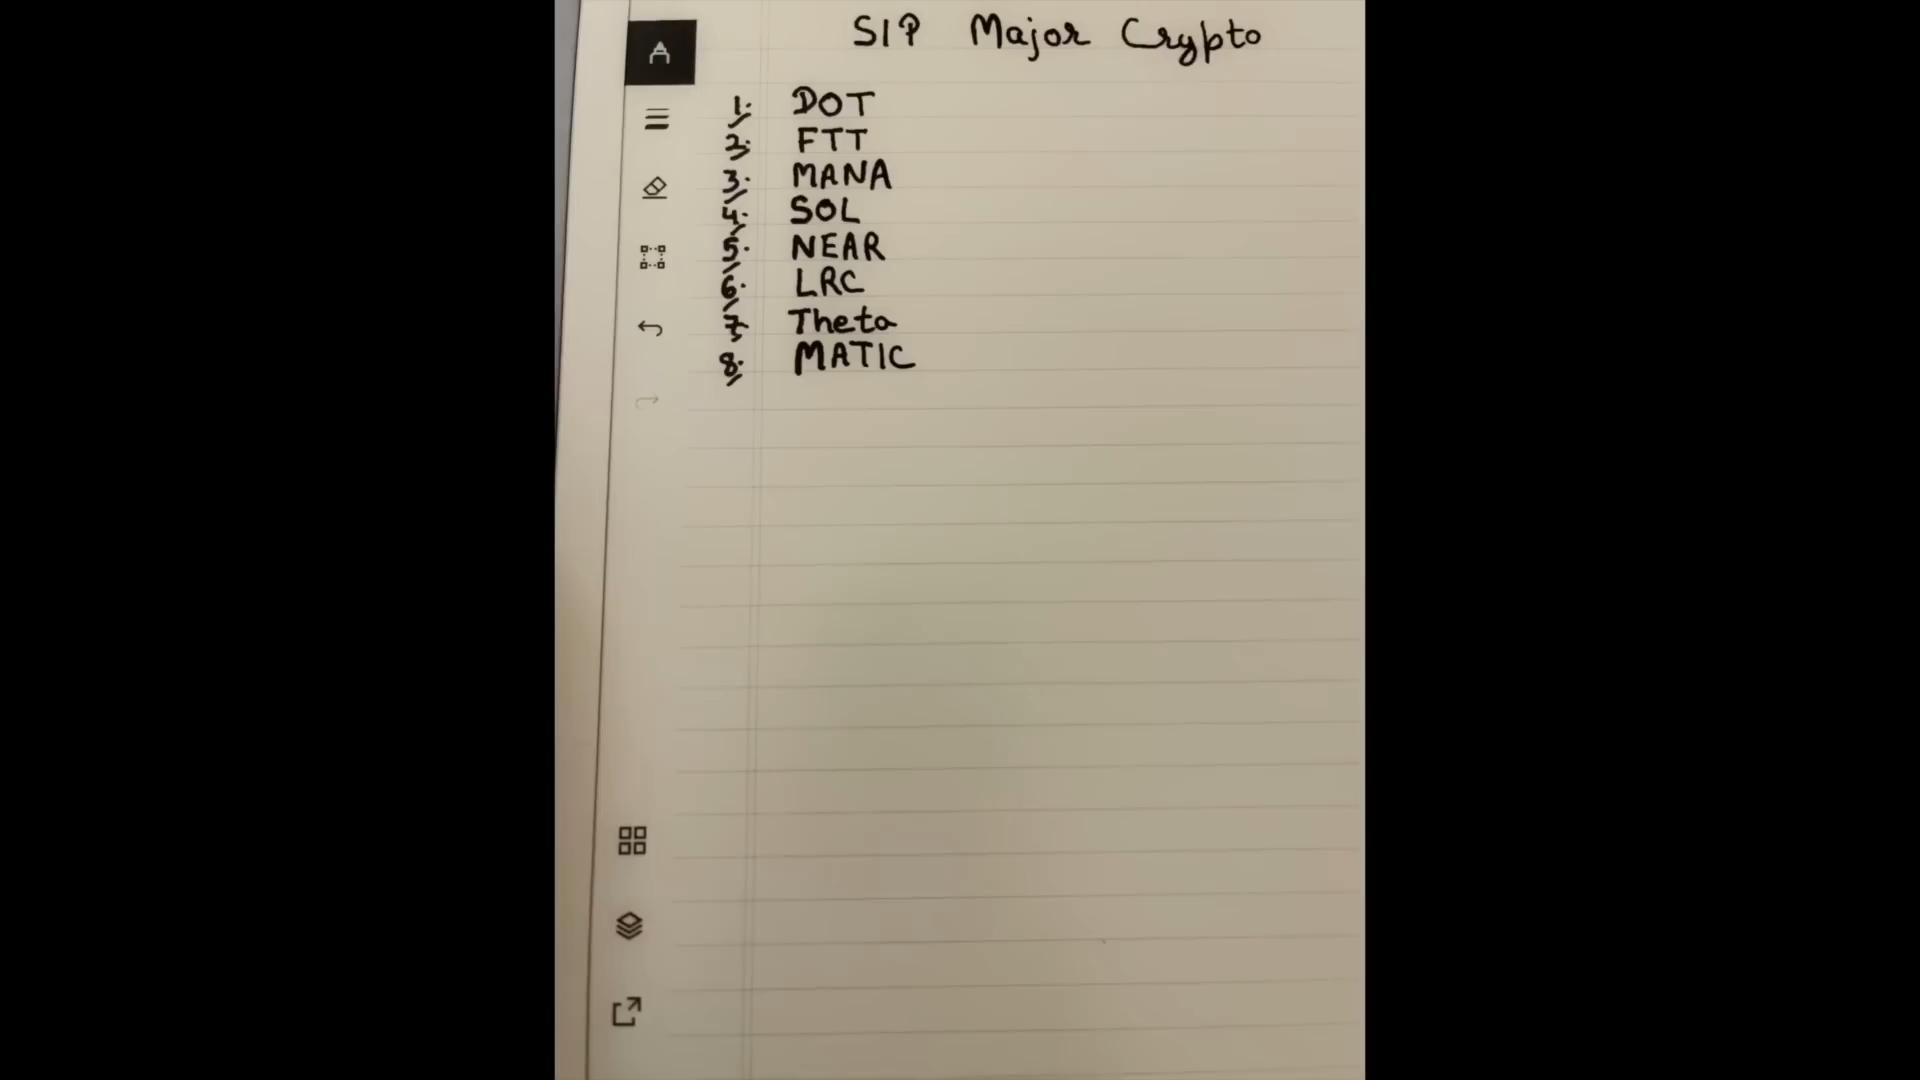 SIP Major Crypto
1. DOT
2. FTT
3. MANA
4. SOL
5. NEAR
6. LRC
7. Theta
8. MATIC